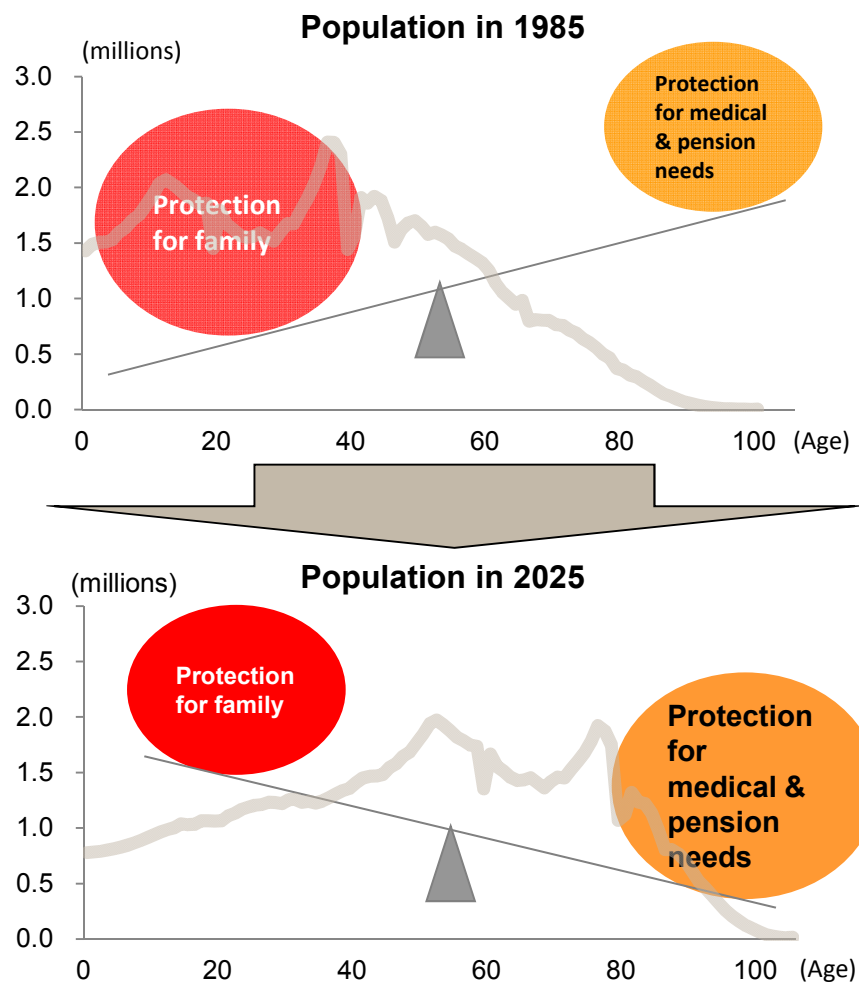 Population in 1985
(millions)
3.0
2.5
2.0
1.5
1.0
0.5
0.0
Protection
for family
Protection
for medical
& pension
needs
0 20 40 60 80 100 (Age)
Population in 2025
(millions)
3.0
2.5
2.0
1.5
1.0
0.5
0.0
Protection
for family
Protection
for
medical &
pension
needs
0 20 40 60 80 100 (Age)